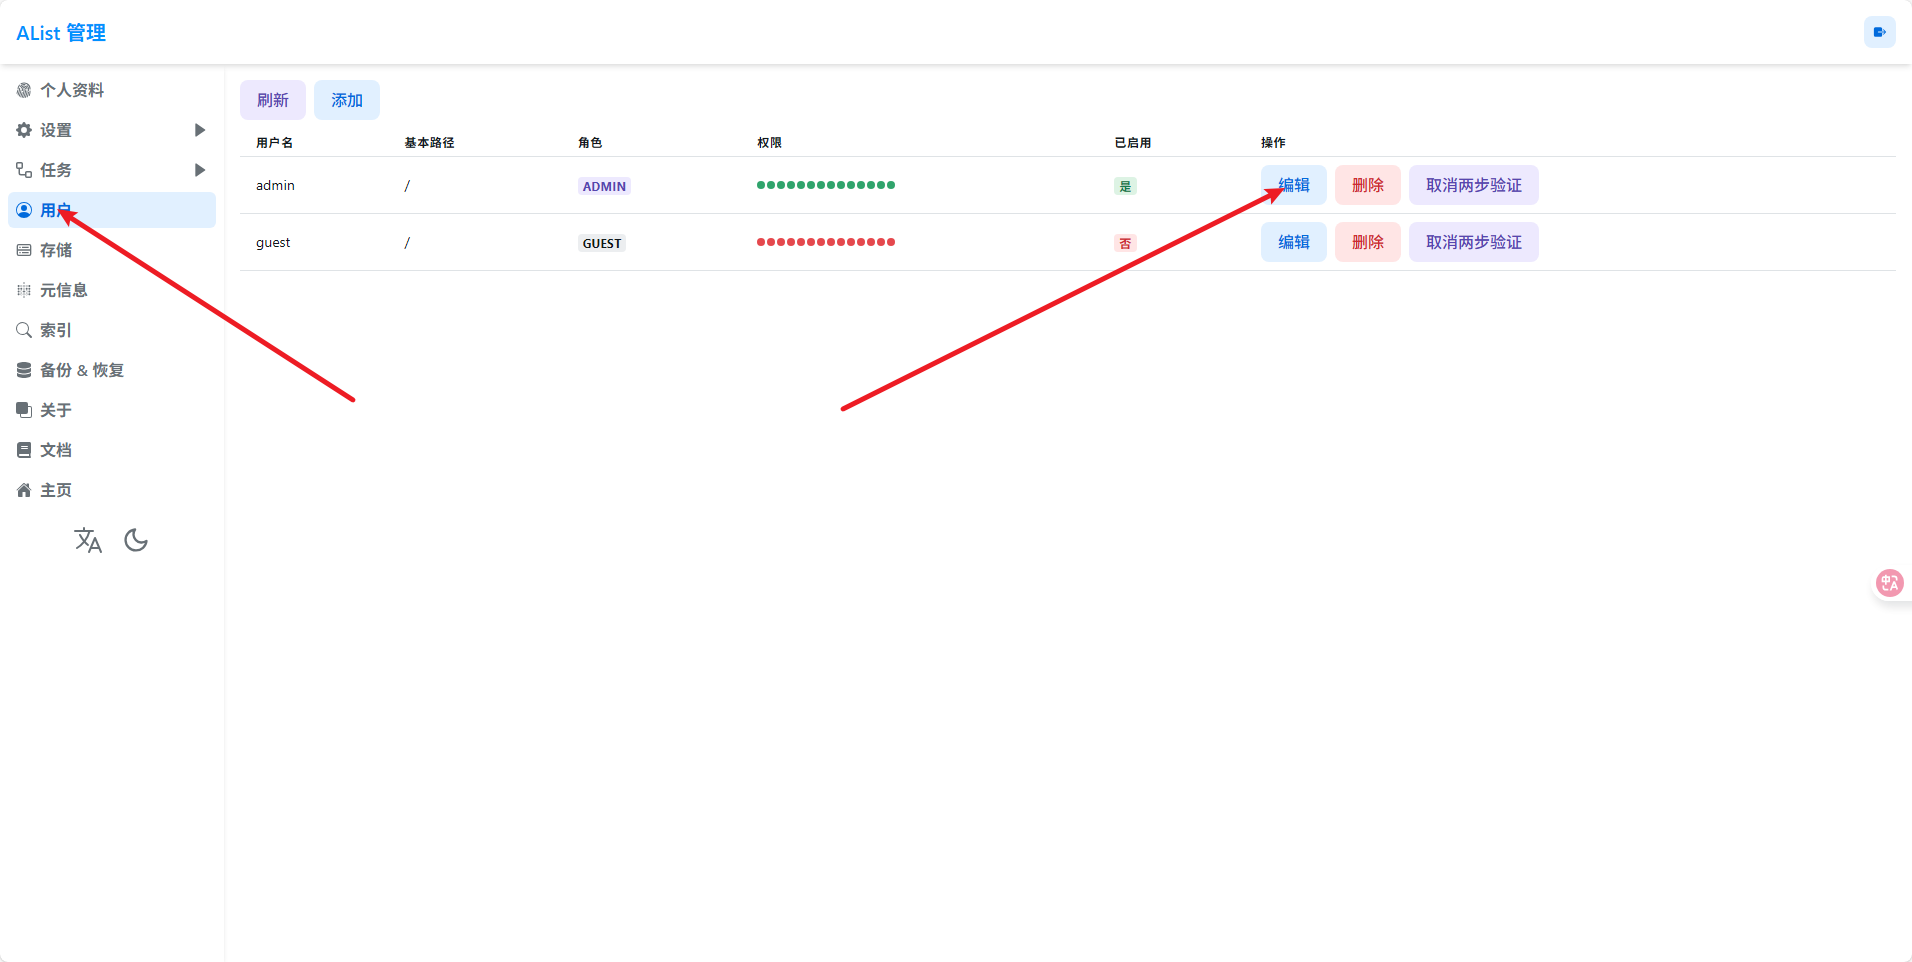 AList 管理
个人资料
设置
任务
用户
存储
元信息
索引
备份 & 恢复
关于
文档
主页
刷新 添加
用户名 基本路径 角色 权限 已启用 操作
admin / ADMIN 是 编辑 删除 取消两步验证
guest / GUEST 否 编辑 删除 取消两步验证